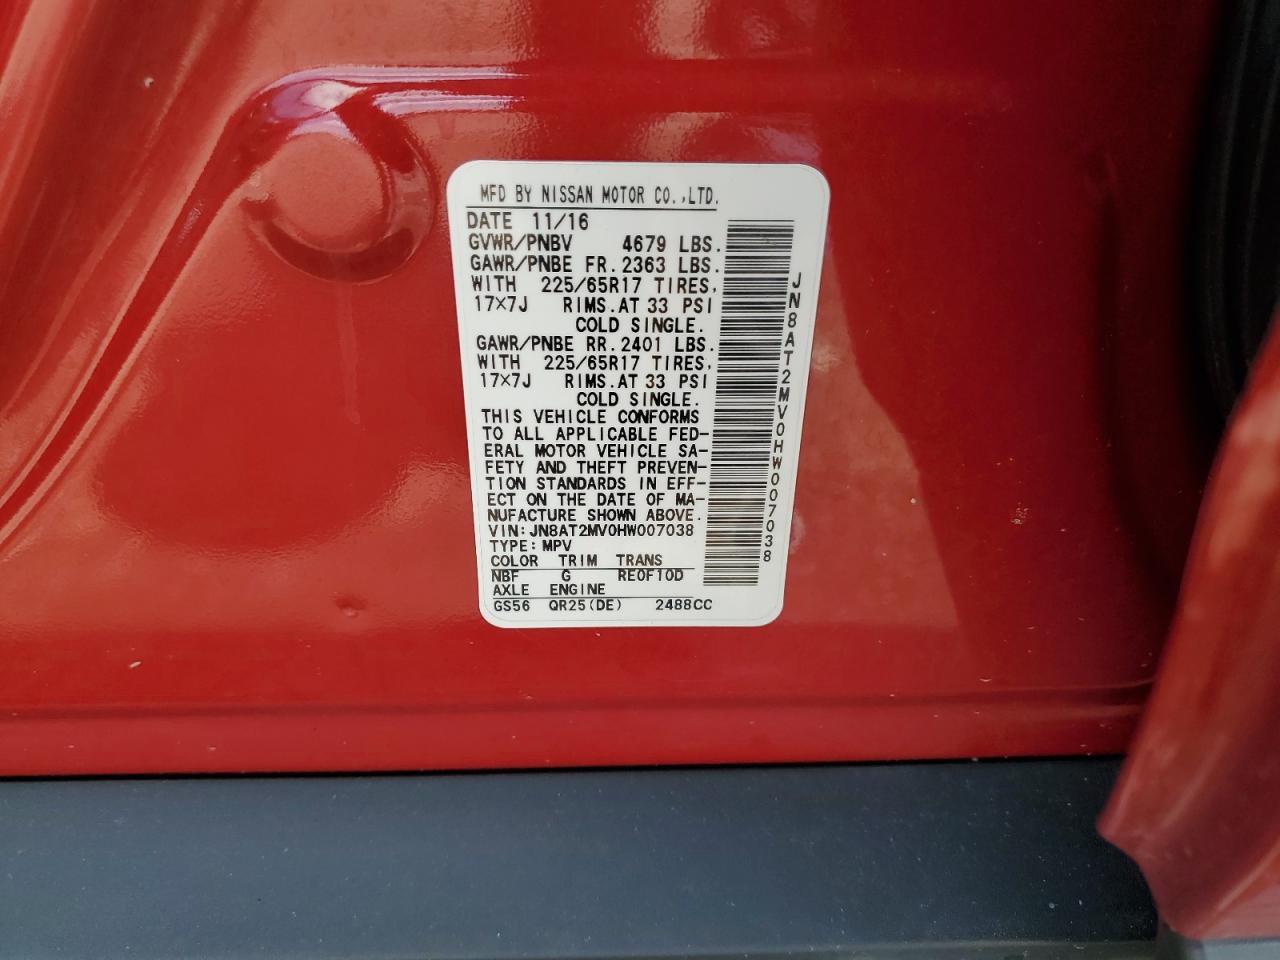 MFD BY NISSAN MOTOR CO.,LTD.
DATE 11/16
GVWR/PNBV 4679 LBS.
GAWR/PNBE FR. 2363 LBS.
WITH 225/65R17 TIRES,
17×7J RIMS.AT 33 PSI
COLD SINGLE.
GAWR/PNBE RR. 2401 LBS.
WITH 225/65R17 TIRES,
17×7J RIMS.AT 33 PSI
COLD SINGLE.
THIS VEHICLE CONFORMS
TO ALL APPLICABLE FED-
ERAL MOTOR VEHICLE SA-
FETY AND THEFT PREVEN-
TION STANDARDS IN EFF-
ECT ON THE DATE OF MA-
NUFACTURE SHOWN ABOVE.
VIN:JN8AT2MV0HW007038
TYPE:MPV
COLOR TRIM TRANS
NBF G RE0F10D
AXLE ENGINE
GS56 QR25(DE) 2488CC
JN8AT2MV0HW007038